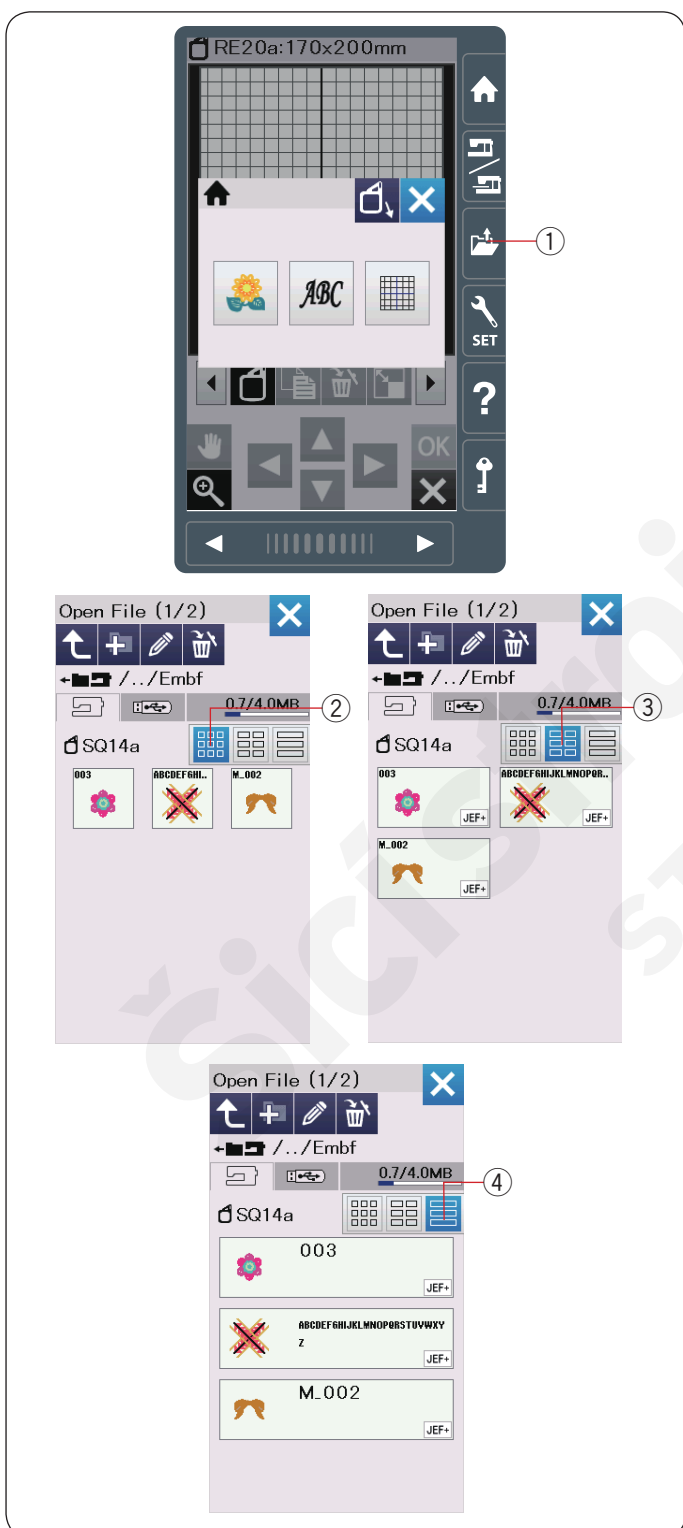 RE20a:170x200mm
ABC
SET
?
OK
①
Open File (1/2)
/../Embf
0.7/4.0MB
②
SQ14a
003
ABCDEFGHI..
M_002
Open File (1/2)
/../Embf
0.7/4.0MB
③
SQ14a
003
JEF+
ABCDEFGHIJKLMNOPQR..
JEF+
M_002
JEF+
Open File (1/2)
/../Embf
0.7/4.0MB
④
SQ14a
003
JEF+
ABCDEFGHIJKLMNOPQRSTUVWXY
Z
JEF+
M_002
JEF+